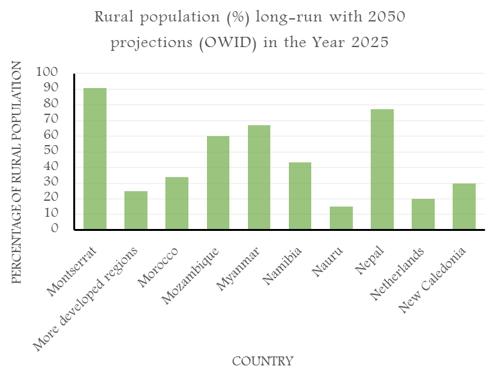 Rural population (%) long-run with 2050
projections (OWID) in the Year 2025
PERCENTAGE OF RURAL POPULATION
100
90
80
70
60
50
40
30
20
10
0
Montserrat
More developed regions
Morocco
Mozambique
Myanmar
Namibia
Nauru
Nepal
Netherlands
New Caledonia
COUNTRY